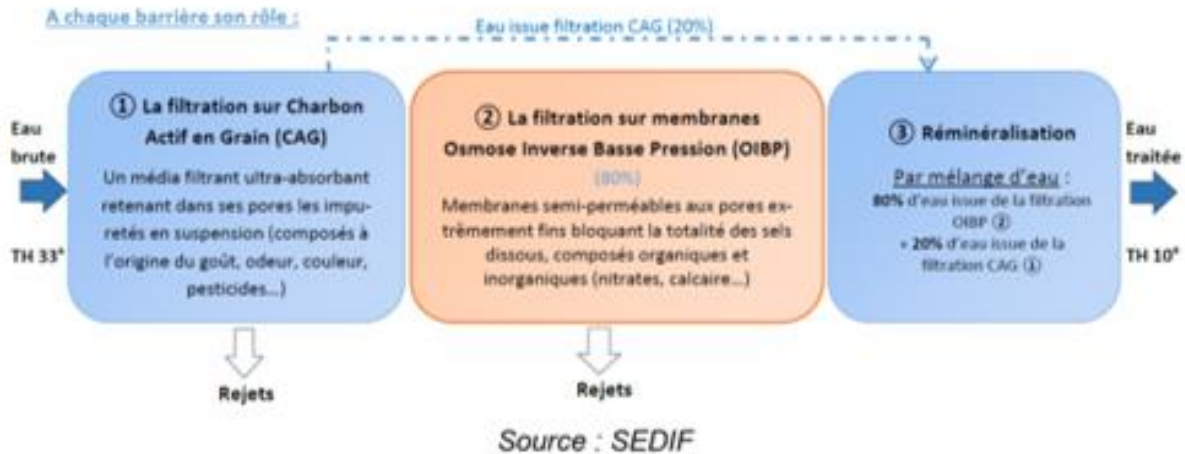 A chaque barrière son rôle :
Eau issue filtration CAG (20%)
Eau
brute
TH 33°
① La filtration sur Charbon
Actif en Grain (CAG)
Un média filtrant ultra-absorbant
retenant dans ses pores les impu-
retés en suspension (composés à
l'origine du goût, odeur, couleur,
pesticides...)
Rejets
② La filtration sur membranes
Osmose Inverse Basse Pression (OIBP)
(80%)
Membranes semi-perméables aux pores ex-
trêmement fins bloquant la totalité des sels
dissous, composés organiques et
inorganiques (nitrates, calcaire...)
Rejets
③ Réminéralisation
Par mélange d'eau :
80% d'eau issue de la filtration
OIBP ②
+ 20% d'eau issue de la
filtration CAG ①
Eau
traitée
TH 10°
Source : SEDIF